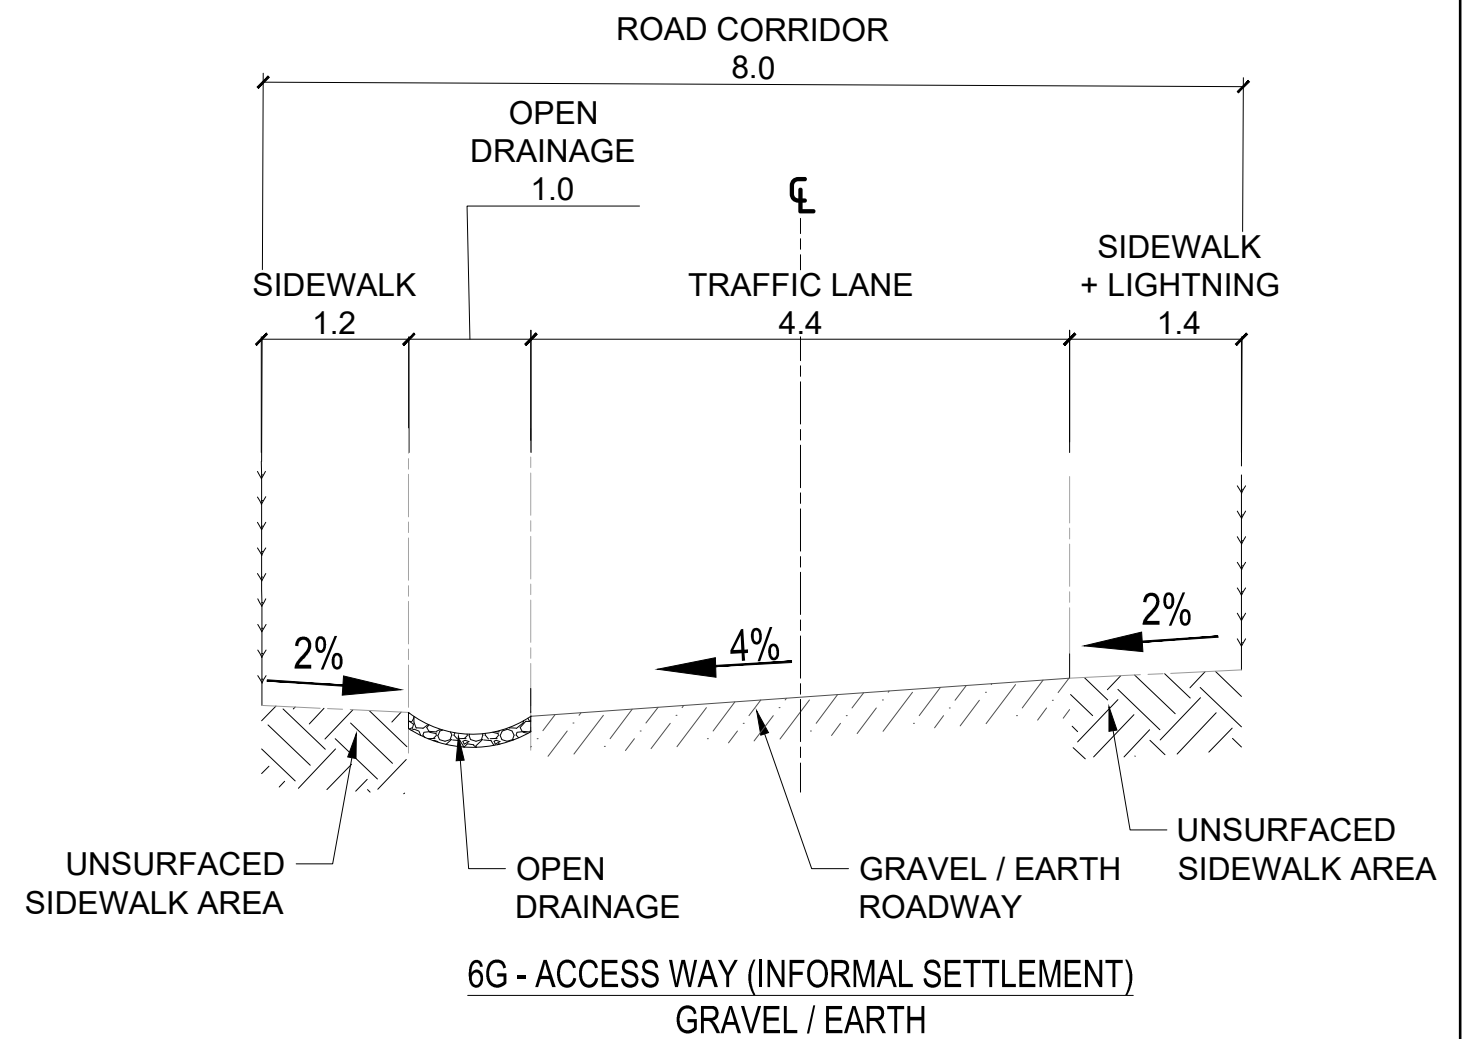 ROAD CORRIDOR
8.0
OPEN
DRAINAGE
1.0
℄
SIDEWALK
1.2
TRAFFIC LANE
4.4
SIDEWALK
+ LIGHTNING
1.4
2%
4%
2%
UNSURFACED
SIDEWALK AREA
OPEN
DRAINAGE
GRAVEL / EARTH
ROADWAY
UNSURFACED
SIDEWALK AREA
6G - ACCESS WAY (INFORMAL SETTLEMENT)
GRAVEL / EARTH